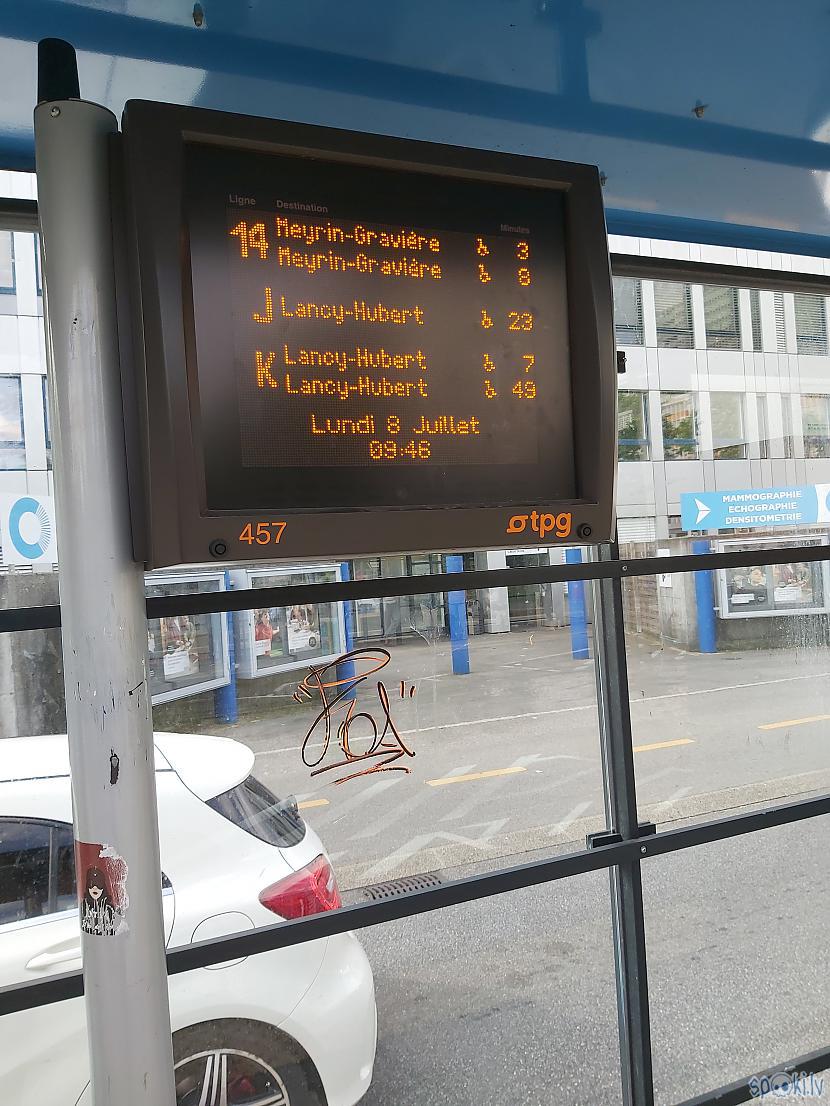 Ligne Destination Minutes
14 Meyrin-Gravière 3
Meyrin-Gravière 8
J Lancy-Hubert 23
K Lancy-Hubert 7
Lancy-Hubert 49
Lundi 8 Juillet
09:46
457 tpg
MAMMOGRAPHIE
ECHOGRAPHIE
DENSITOMETRIE
spoki.lv